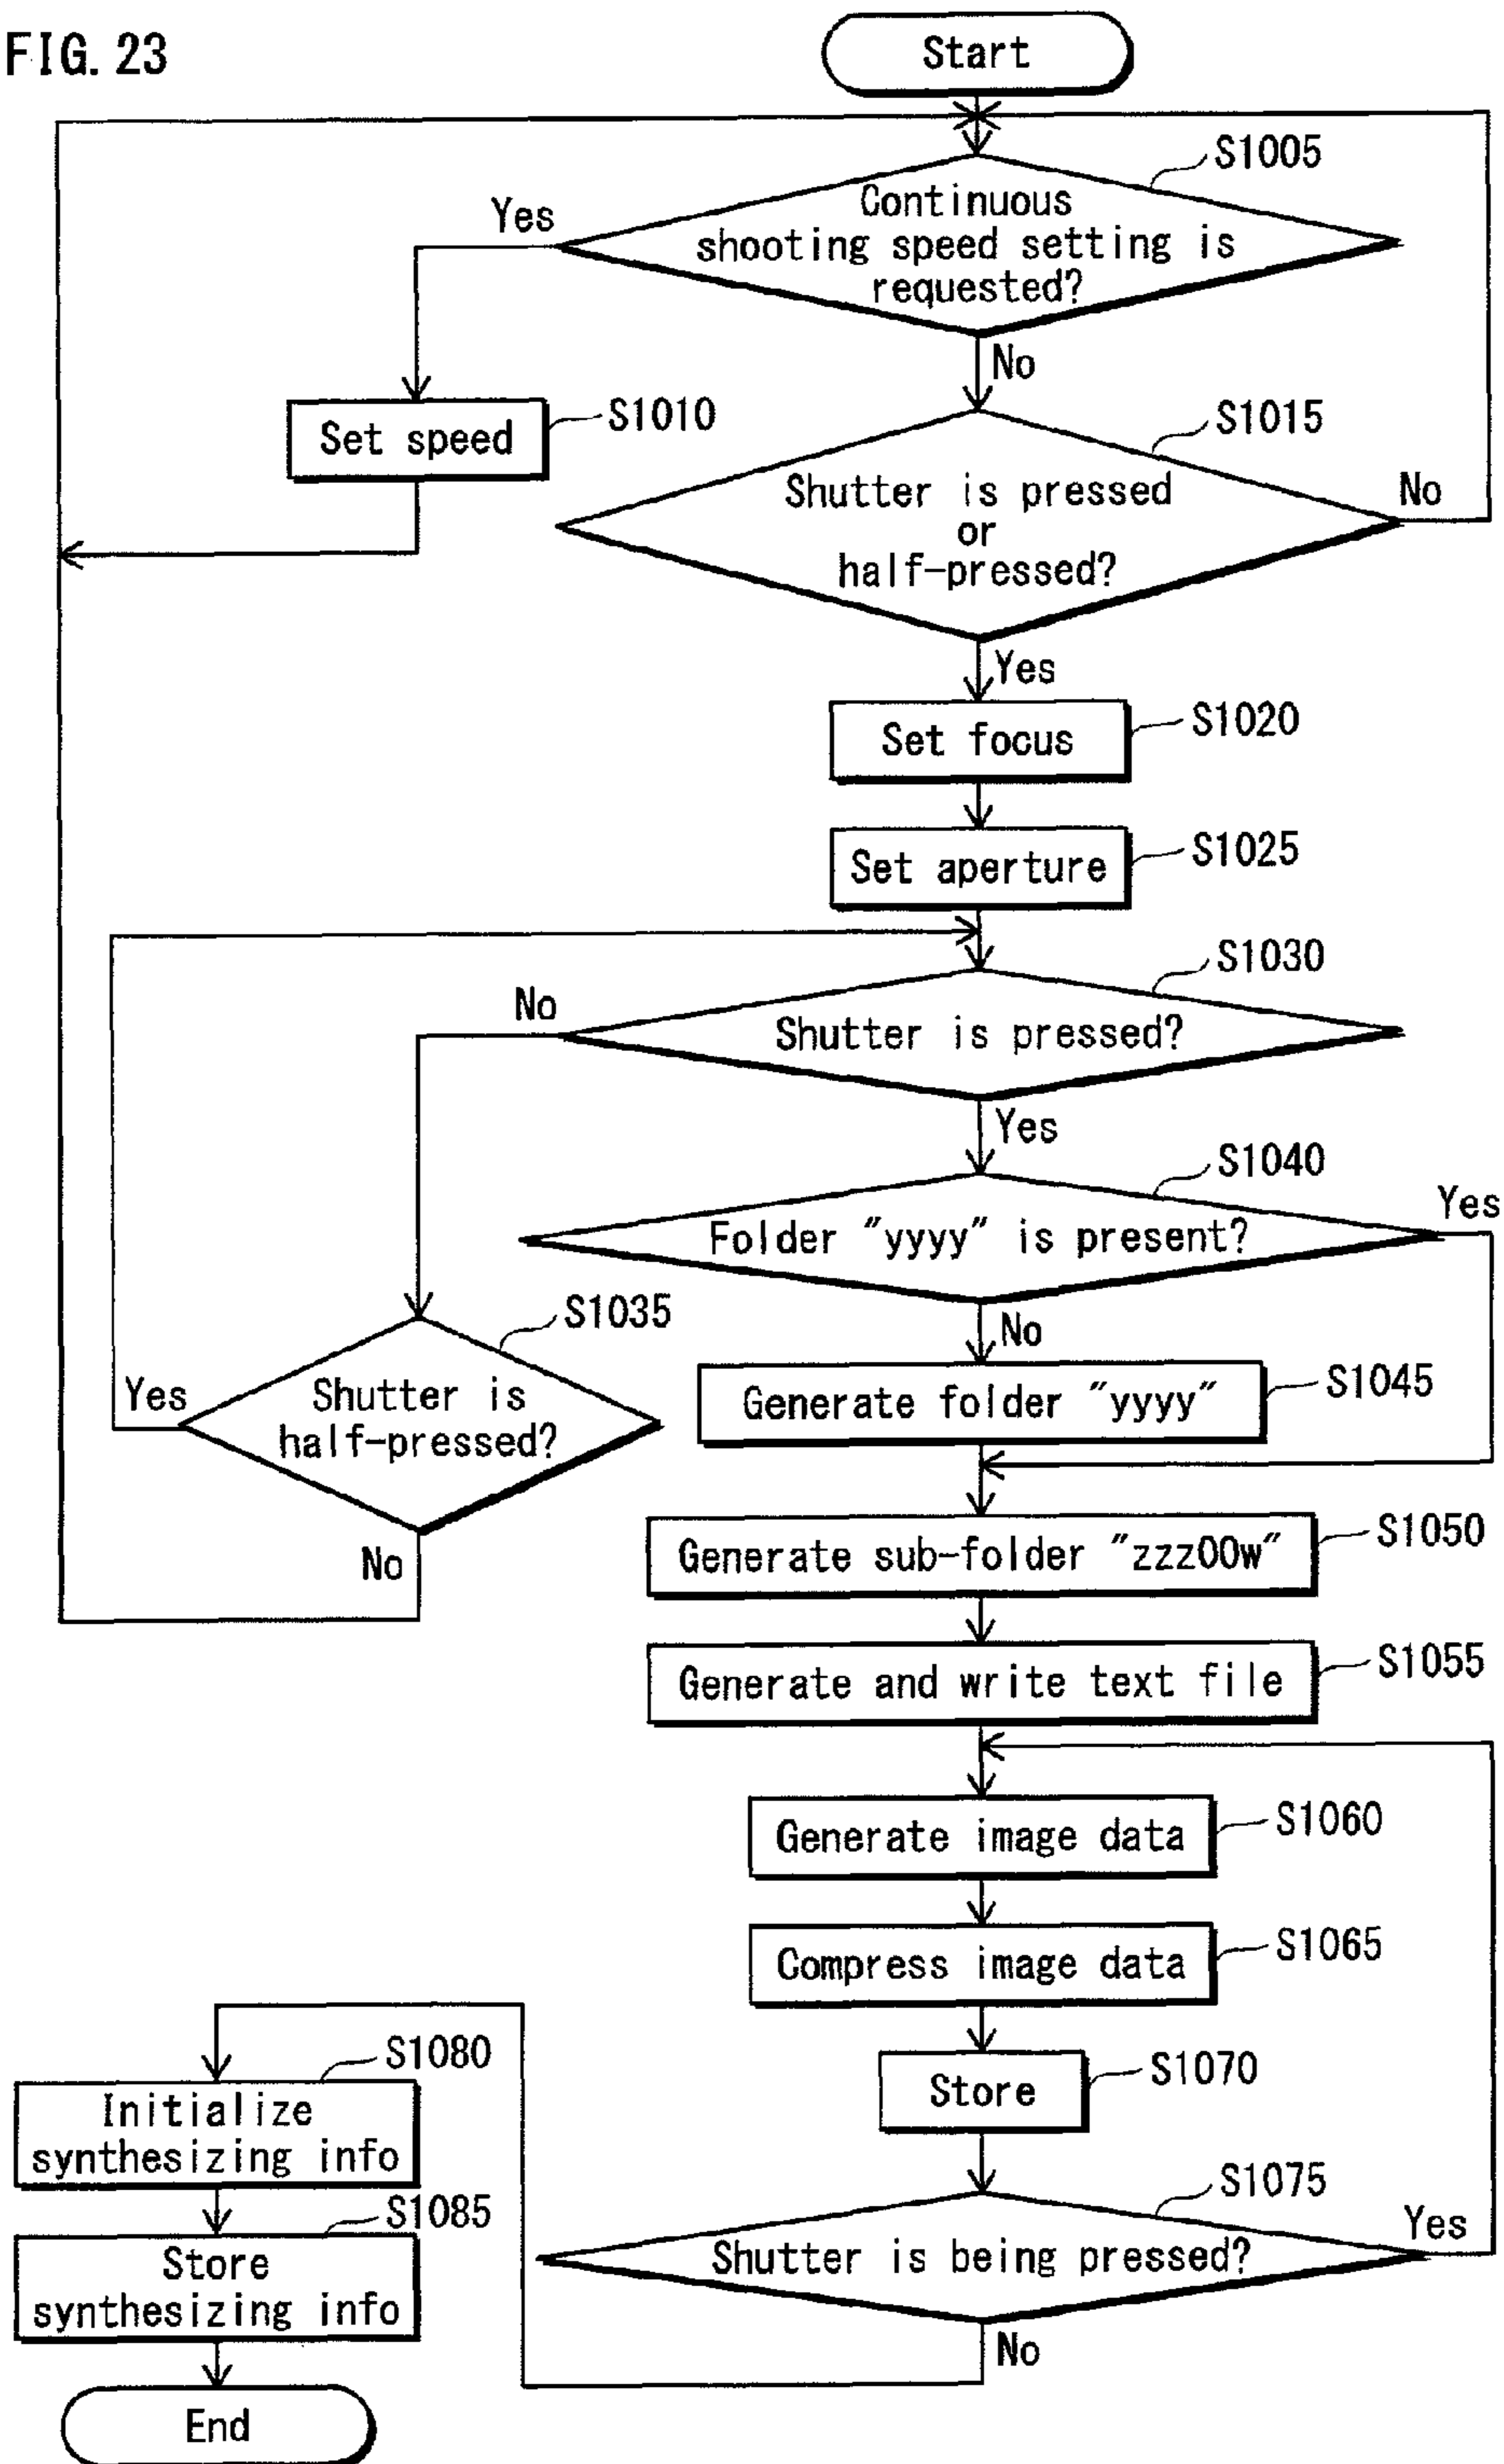 FIG. 23
Start
S1005
Continuous
shooting speed setting is
requested?
Yes
No
Set speed
S1010
S1015
Shutter is pressed
or
half-pressed?
No
Yes
Set focus
S1020
Set aperture
S1025
S1030
Shutter is pressed?
No
Yes
S1040
Folder "yyyy" is present?
Yes
No
S1035
Shutter is
half-pressed?
Yes
No
Generate folder "yyyy"
S1045
Generate sub-folder "zzz00w"
S1050
Generate and write text file
S1055
Generate image data
S1060
Compress image data
S1065
Store
S1070
S1075
Shutter is being pressed?
Yes
No
S1080
Initialize
synthesizing info
S1085
Store
synthesizing info
End